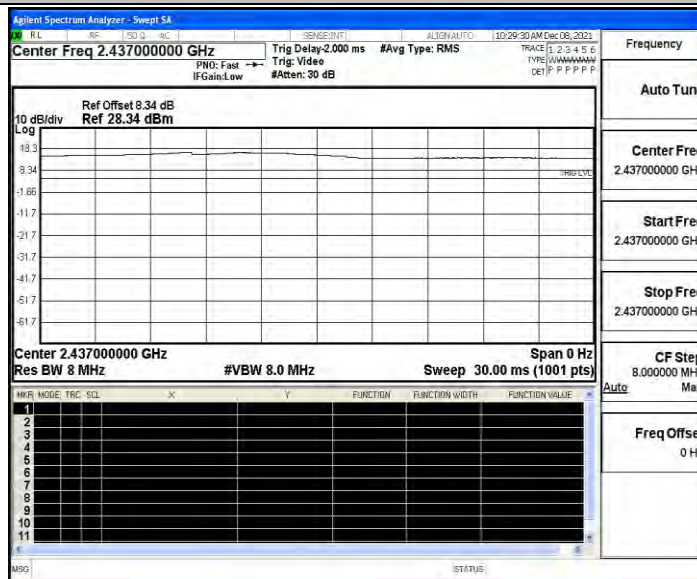 Agilent Spectrum Analyzer - Swept SA
RL RF 50 Ω AC SENSE:INT ALIGNAUTO 10:29:30 AM Dec 08, 2021
Center Freq 2.437000000 GHz
PNO: Fast
IFGain:Low
Trig Delay-2.000 ms
Trig: Video
#Atten: 30 dB
#Avg Type: RMS
TRACE 1 2 3 4 5 6
TYPE
DET P P P P P P
Frequency
Ref Offset 8.34 dB
10 dB/div Ref 28.34 dBm
Log
18.3
8.34
TRIG LVL
-1.66
-11.7
-21.7
-31.7
-41.7
-51.7
-61.7
Center 2.437000000 GHz Span 0 Hz
Res BW 8 MHz #VBW 8.0 MHz Sweep 30.00 ms (1001 pts)
MKR MODE TRC SCL X Y FUNCTION FUNCTION WIDTH FUNCTION VALUE
1
2
3
4
5
6
7
8
9
10
11
MSG STATUS
Auto Tun
Center Fre
2.437000000 GH
Start Fre
2.437000000 GH
Stop Fre
2.437000000 GH
CF Ste
8.000000 MH
Auto Ma
Freq Offse
0 H